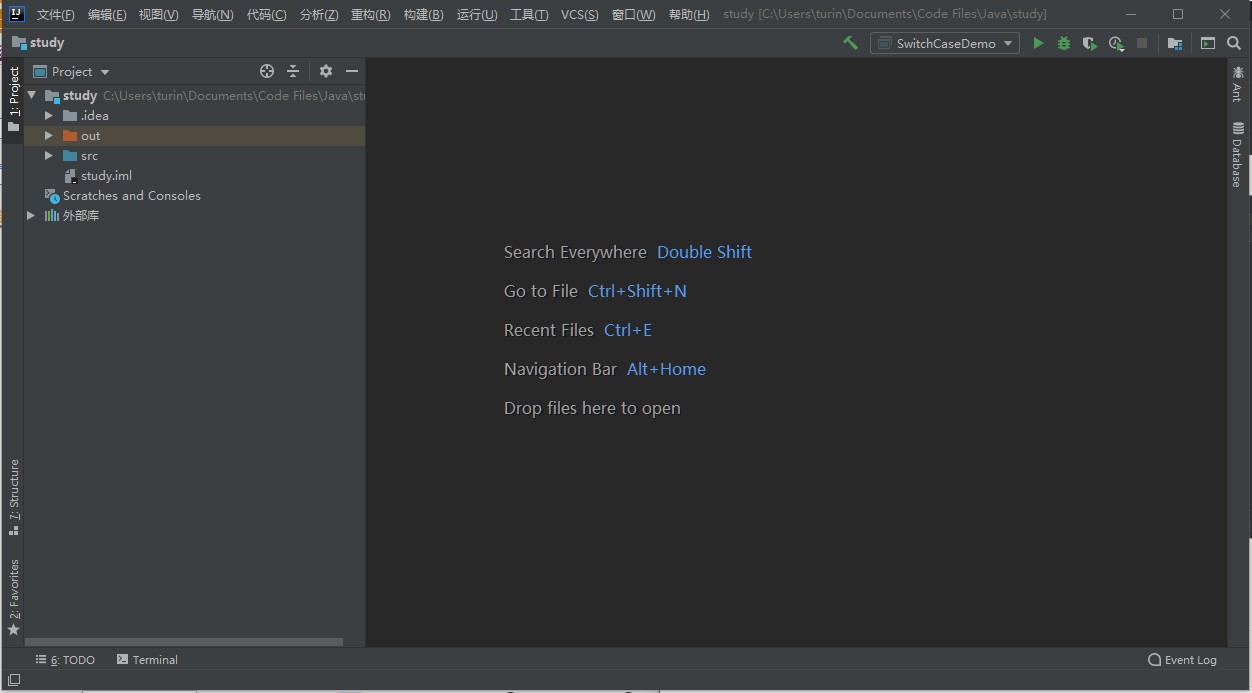 文件(F) 编辑(E) 视图(V) 导航(N) 代码(C) 分析(Z) 重构(R) 构建(B) 运行(U) 工具(T) VCS(S) 窗口(W) 帮助(H) study [C:\Users\turin\Documents\Code Files\Java\study]
study
SwitchCaseDemo
Project
study C:\Users\turin\Documents\Code Files\Java\st
.idea
out
src
study.iml
Scratches and Consoles
外部库
1: Project
7: Structure
2: Favorites
Search Everywhere Double Shift
Go to File Ctrl+Shift+N
Recent Files Ctrl+E
Navigation Bar Alt+Home
Drop files here to open
Ant
Database
6: TODO
Terminal
Event Log